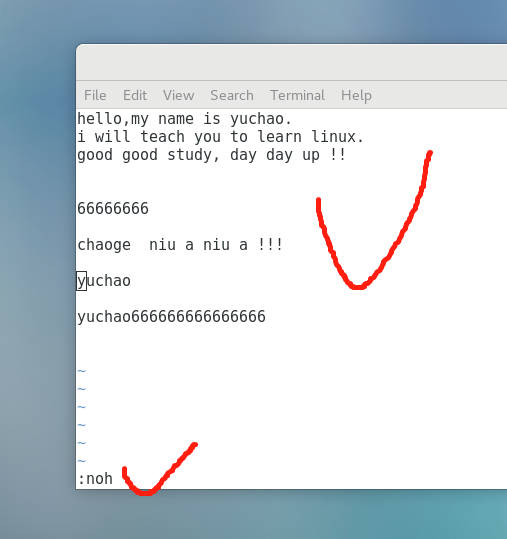 File Edit View Search Terminal Help
hello,my name is yuchao.
i will teach you to learn linux.
good good study, day day up !!
66666666
chaoge  niu a niu a !!!
yuchao
yuchao666666666666666
~
~
~
~
~
~
:noh